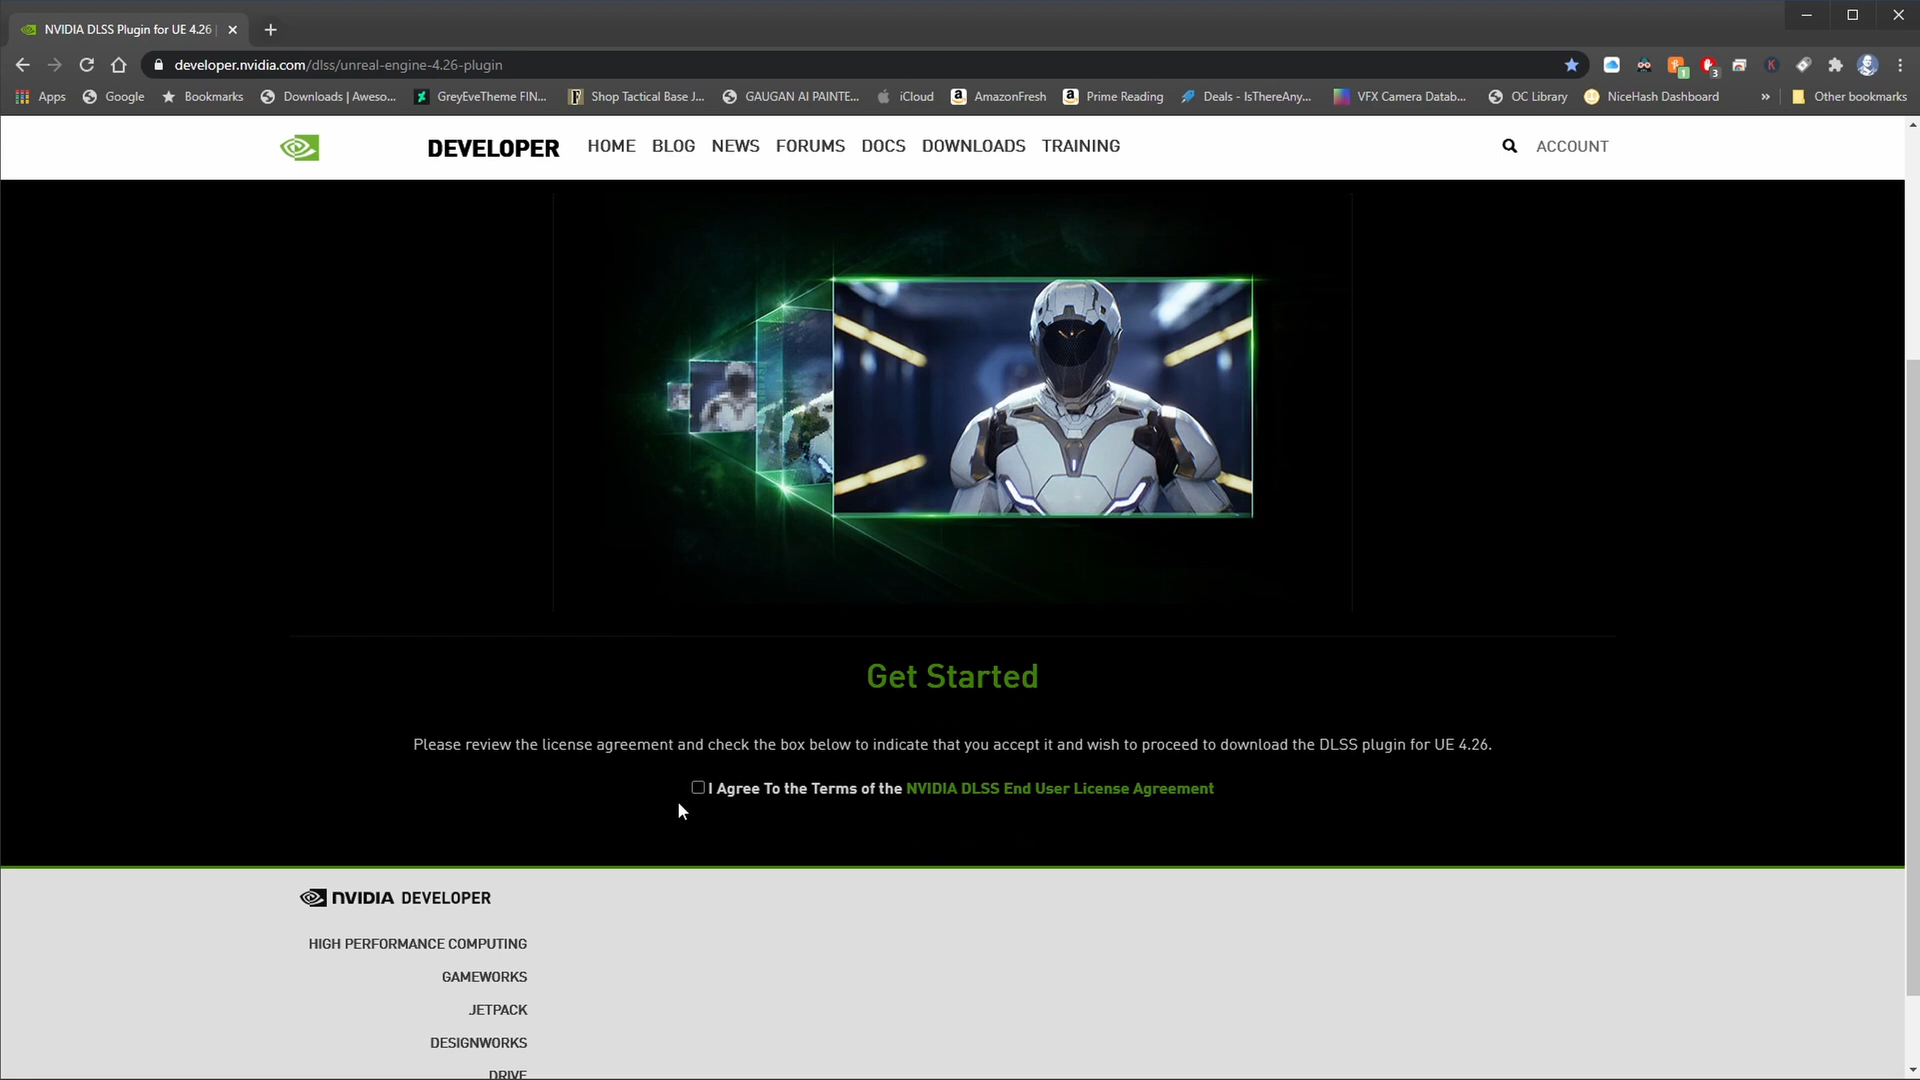 NVIDIA DLSS Plugin for UE 4.26 |
developer.nvidia.com/dlss/unreal-engine-4.26-plugin
1
3
K
Apps Google Bookmarks Downloads | Aweso... GreyEveTheme FIN... Shop Tactical Base J... GAUGAN AI PAINTE... iCloud AmazonFresh Prime Reading Deals - IsThereAny... VFX Camera Datab... OC Library NiceHash Dashboard » Other bookmarks
DEVELOPER HOME BLOG NEWS FORUMS DOCS DOWNLOADS TRAINING ACCOUNT
Get Started
Please review the license agreement and check the box below to indicate that you accept it and wish to proceed to download the DLSS plugin for UE 4.26.
I Agree To the Terms of the NVIDIA DLSS End User License Agreement
NVIDIA DEVELOPER
HIGH PERFORMANCE COMPUTING
GAMEWORKS
JETPACK
DESIGNWORKS
DRIVE